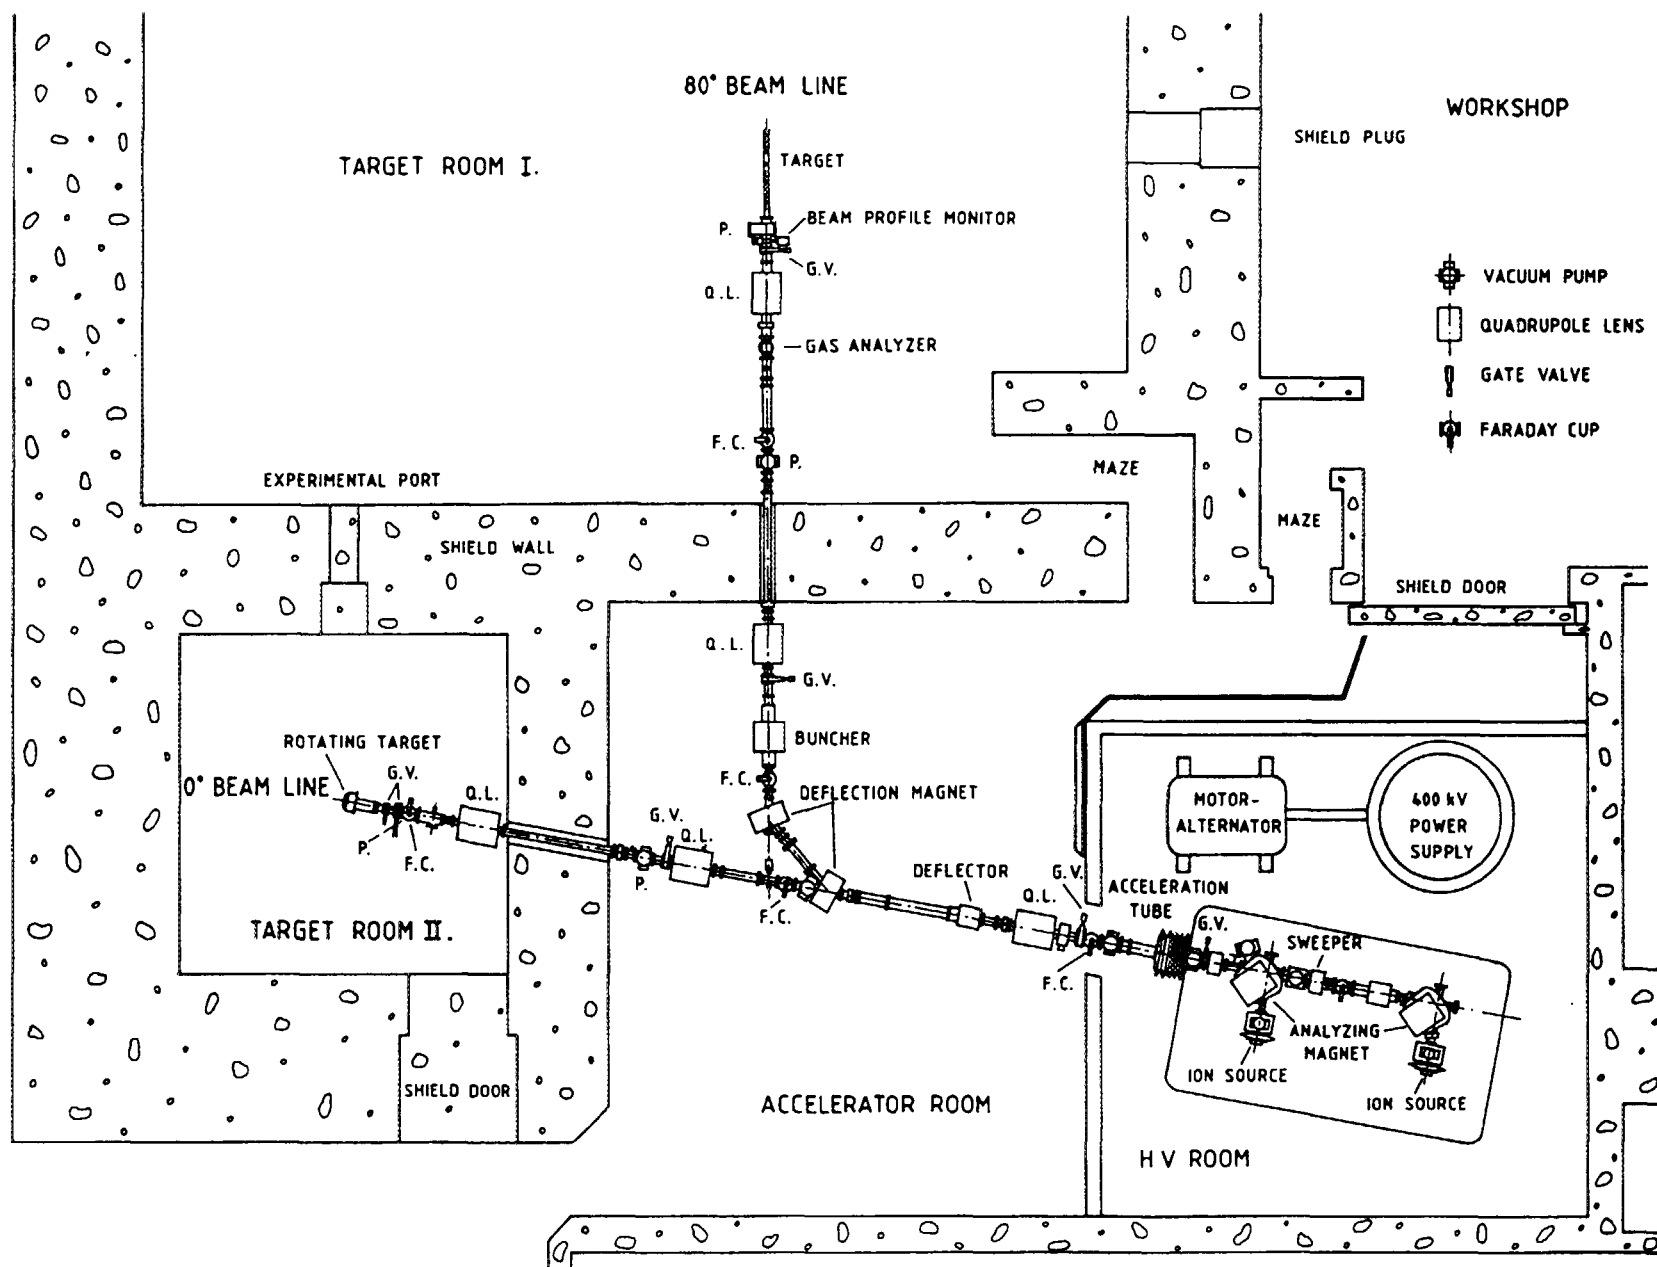 80° BEAM LINE
WORKSHOP
SHIELD PLUG
TARGET ROOM I.
TARGET
P.
BEAM PROFILE MONITOR
G.V.
Q.L.
GAS ANALYZER
VACUUM PUMP
QUADRUPOLE LENS
GATE VALVE
FARADAY CUP
F.C.
P.
MAZE
EXPERIMENTAL PORT
SHIELD WALL
MAZE
SHIELD DOOR
Q.L.
G.V.
BUNCHER
F.C.
DEFLECTION MAGNET
ROTATING TARGET
G.V.
0° BEAM LINE
Q.L.
P.
F.C.
G.V.
Q.L.
P.
F.C.
MOTOR-
ALTERNATOR
400 kV
POWER
SUPPLY
DEFLECTOR
G.V.
Q.L.
ACCELERATION
TUBE
G.V.
SWEEPER
F.C.
TARGET ROOM II.
ANALYZING
MAGNET
ION SOURCE
ION SOURCE
SHIELD DOOR
ACCELERATOR ROOM
HV ROOM